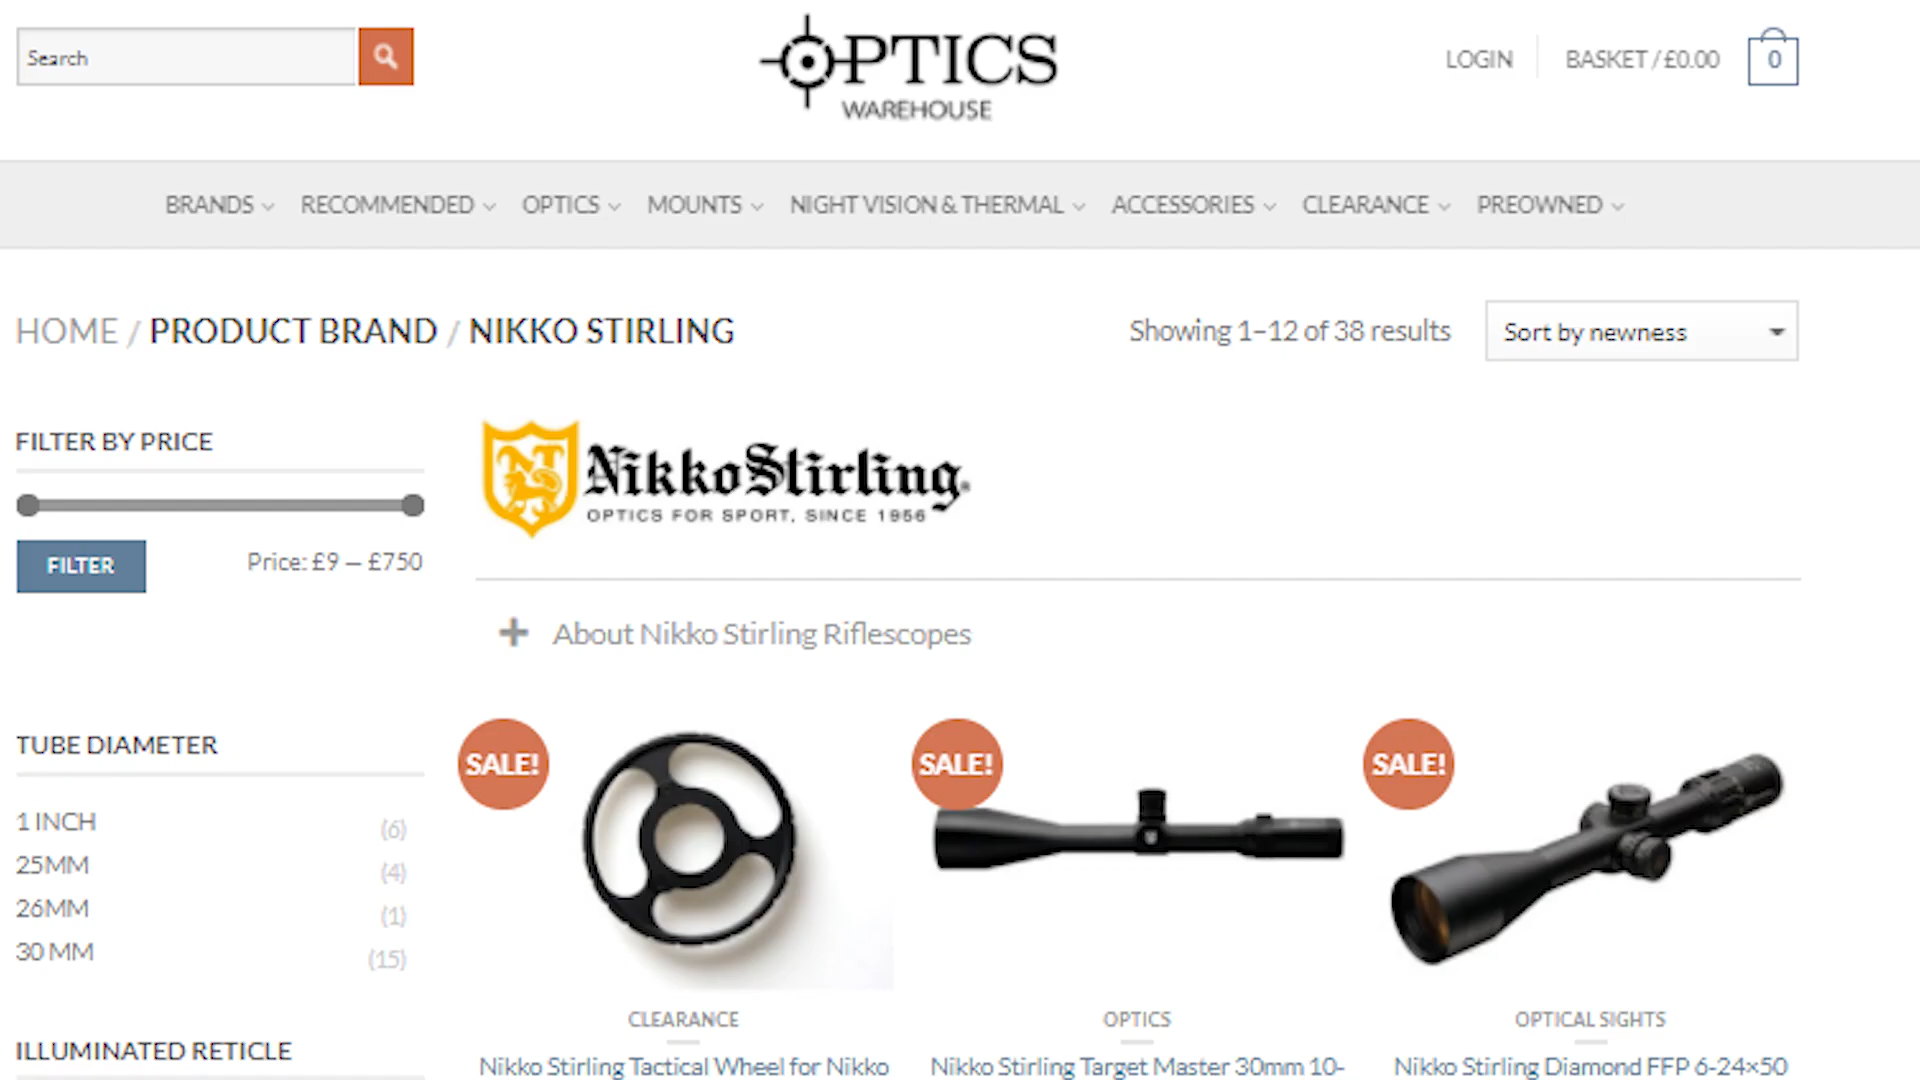 Search
OPTICS
WAREHOUSE
LOGIN
BASKET / £0.00
0
BRANDS
RECOMMENDED
OPTICS
MOUNTS
NIGHT VISION & THERMAL
ACCESSORIES
CLEARANCE
PREOWNED
HOME / PRODUCT BRAND / NIKKO STIRLING
Showing 1–12 of 38 results
Sort by newness
FILTER BY PRICE
FILTER
Price: £9 — £750
TUBE DIAMETER
1 INCH (6)
25MM (4)
26MM (1)
30 MM (15)
ILLUMINATED RETICLE
N
NikkoStirling®
OPTICS FOR SPORT, SINCE 1956
About Nikko Stirling Riflescopes
SALE!
CLEARANCE
Nikko Stirling Tactical Wheel for Nikko
SALE!
OPTICS
Nikko Stirling Target Master 30mm 10-
SALE!
OPTICAL SIGHTS
Nikko Stirling Diamond FFP 6-24×50